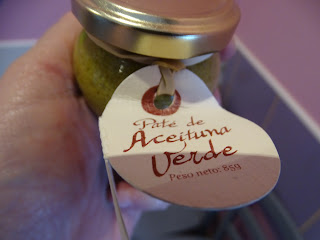 Paté de
Aceituna
Verde
Peso neto: 85g